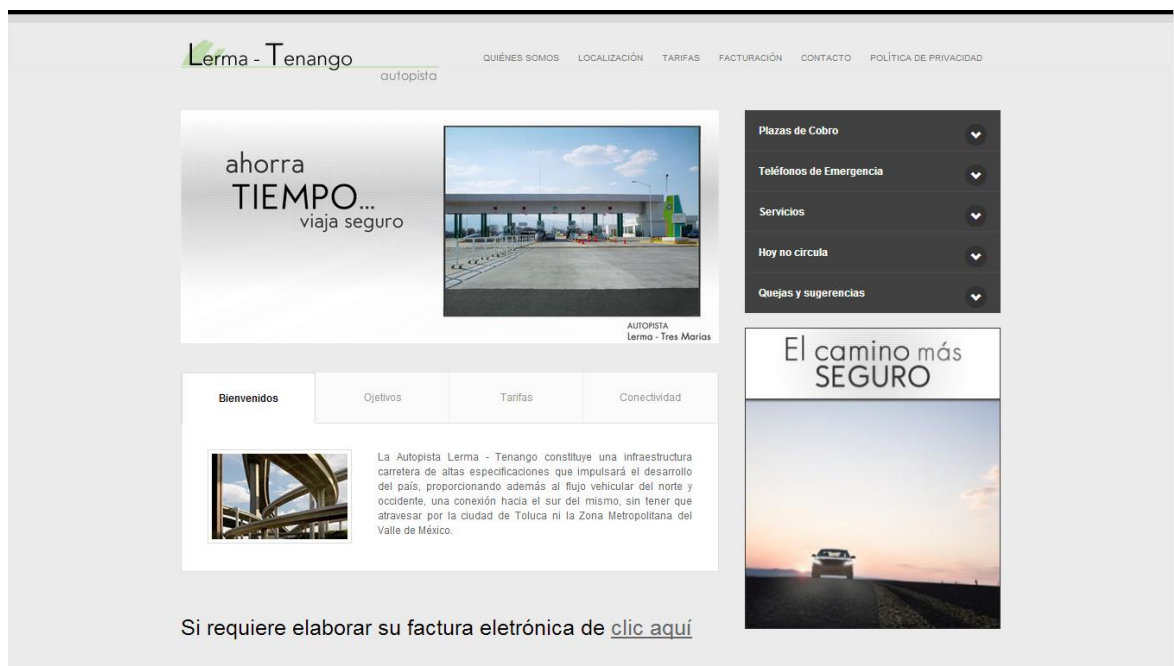 Lerma - Tenango
autopista
QUIÉNES SOMOS LOCALIZACIÓN TARIFAS FACTURACIÓN CONTACTO POLÍTICA DE PRIVACIDAD
ahorra
TIEMPO...
viaja seguro
AUTOPISTA
Lerma - Tres Marias
Plazas de Cobro
Teléfonos de Emergencia
Servicios
Hoy no circula
Quejas y sugerencias
El camino más
SEGURO
Bienvenidos Ojetivos Tarifas Conectividad
La Autopista Lerma - Tenango constituye una infraestructura
carretera de altas especificaciones que impulsará el desarrollo
del país, proporcionando además al flujo vehicular del norte y
occidente, una conexión hacia el sur del mismo, sin tener que
atravesar por la ciudad de Toluca ni la Zona Metropolitana del
Valle de México.
Si requiere elaborar su factura eletrónica de clic aquí